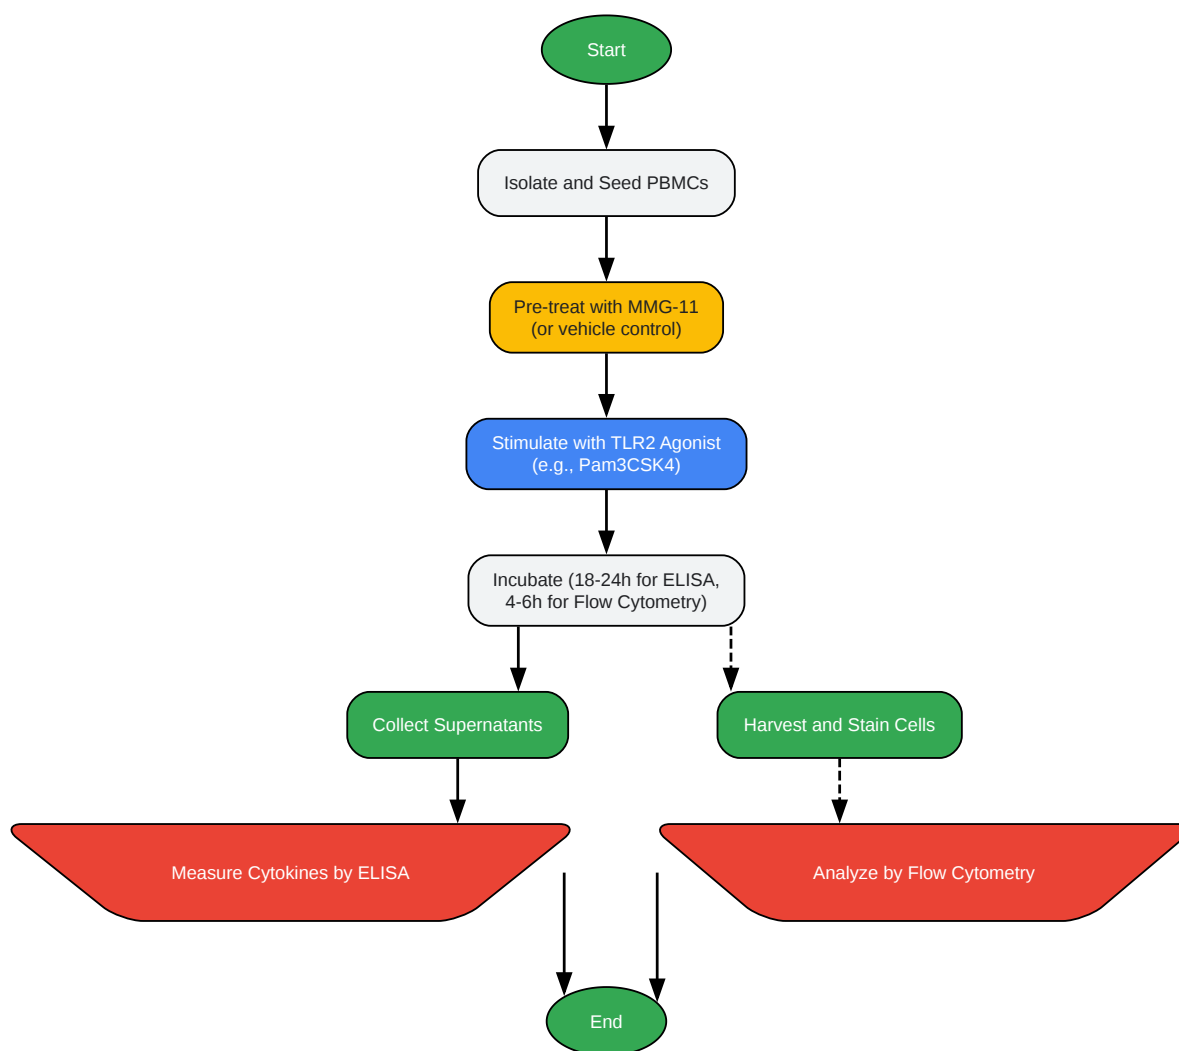 Start
Isolate and Seed PBMCs
Pre-treat with MMG-11
(or vehicle control)
Stimulate with TLR2 Agonist
(e.g., Pam3CSK4)
Incubate (18-24h for ELISA,
4-6h for Flow Cytometry)
Collect Supernatants
Harvest and Stain Cells
Measure Cytokines by ELISA
Analyze by Flow Cytometry
End